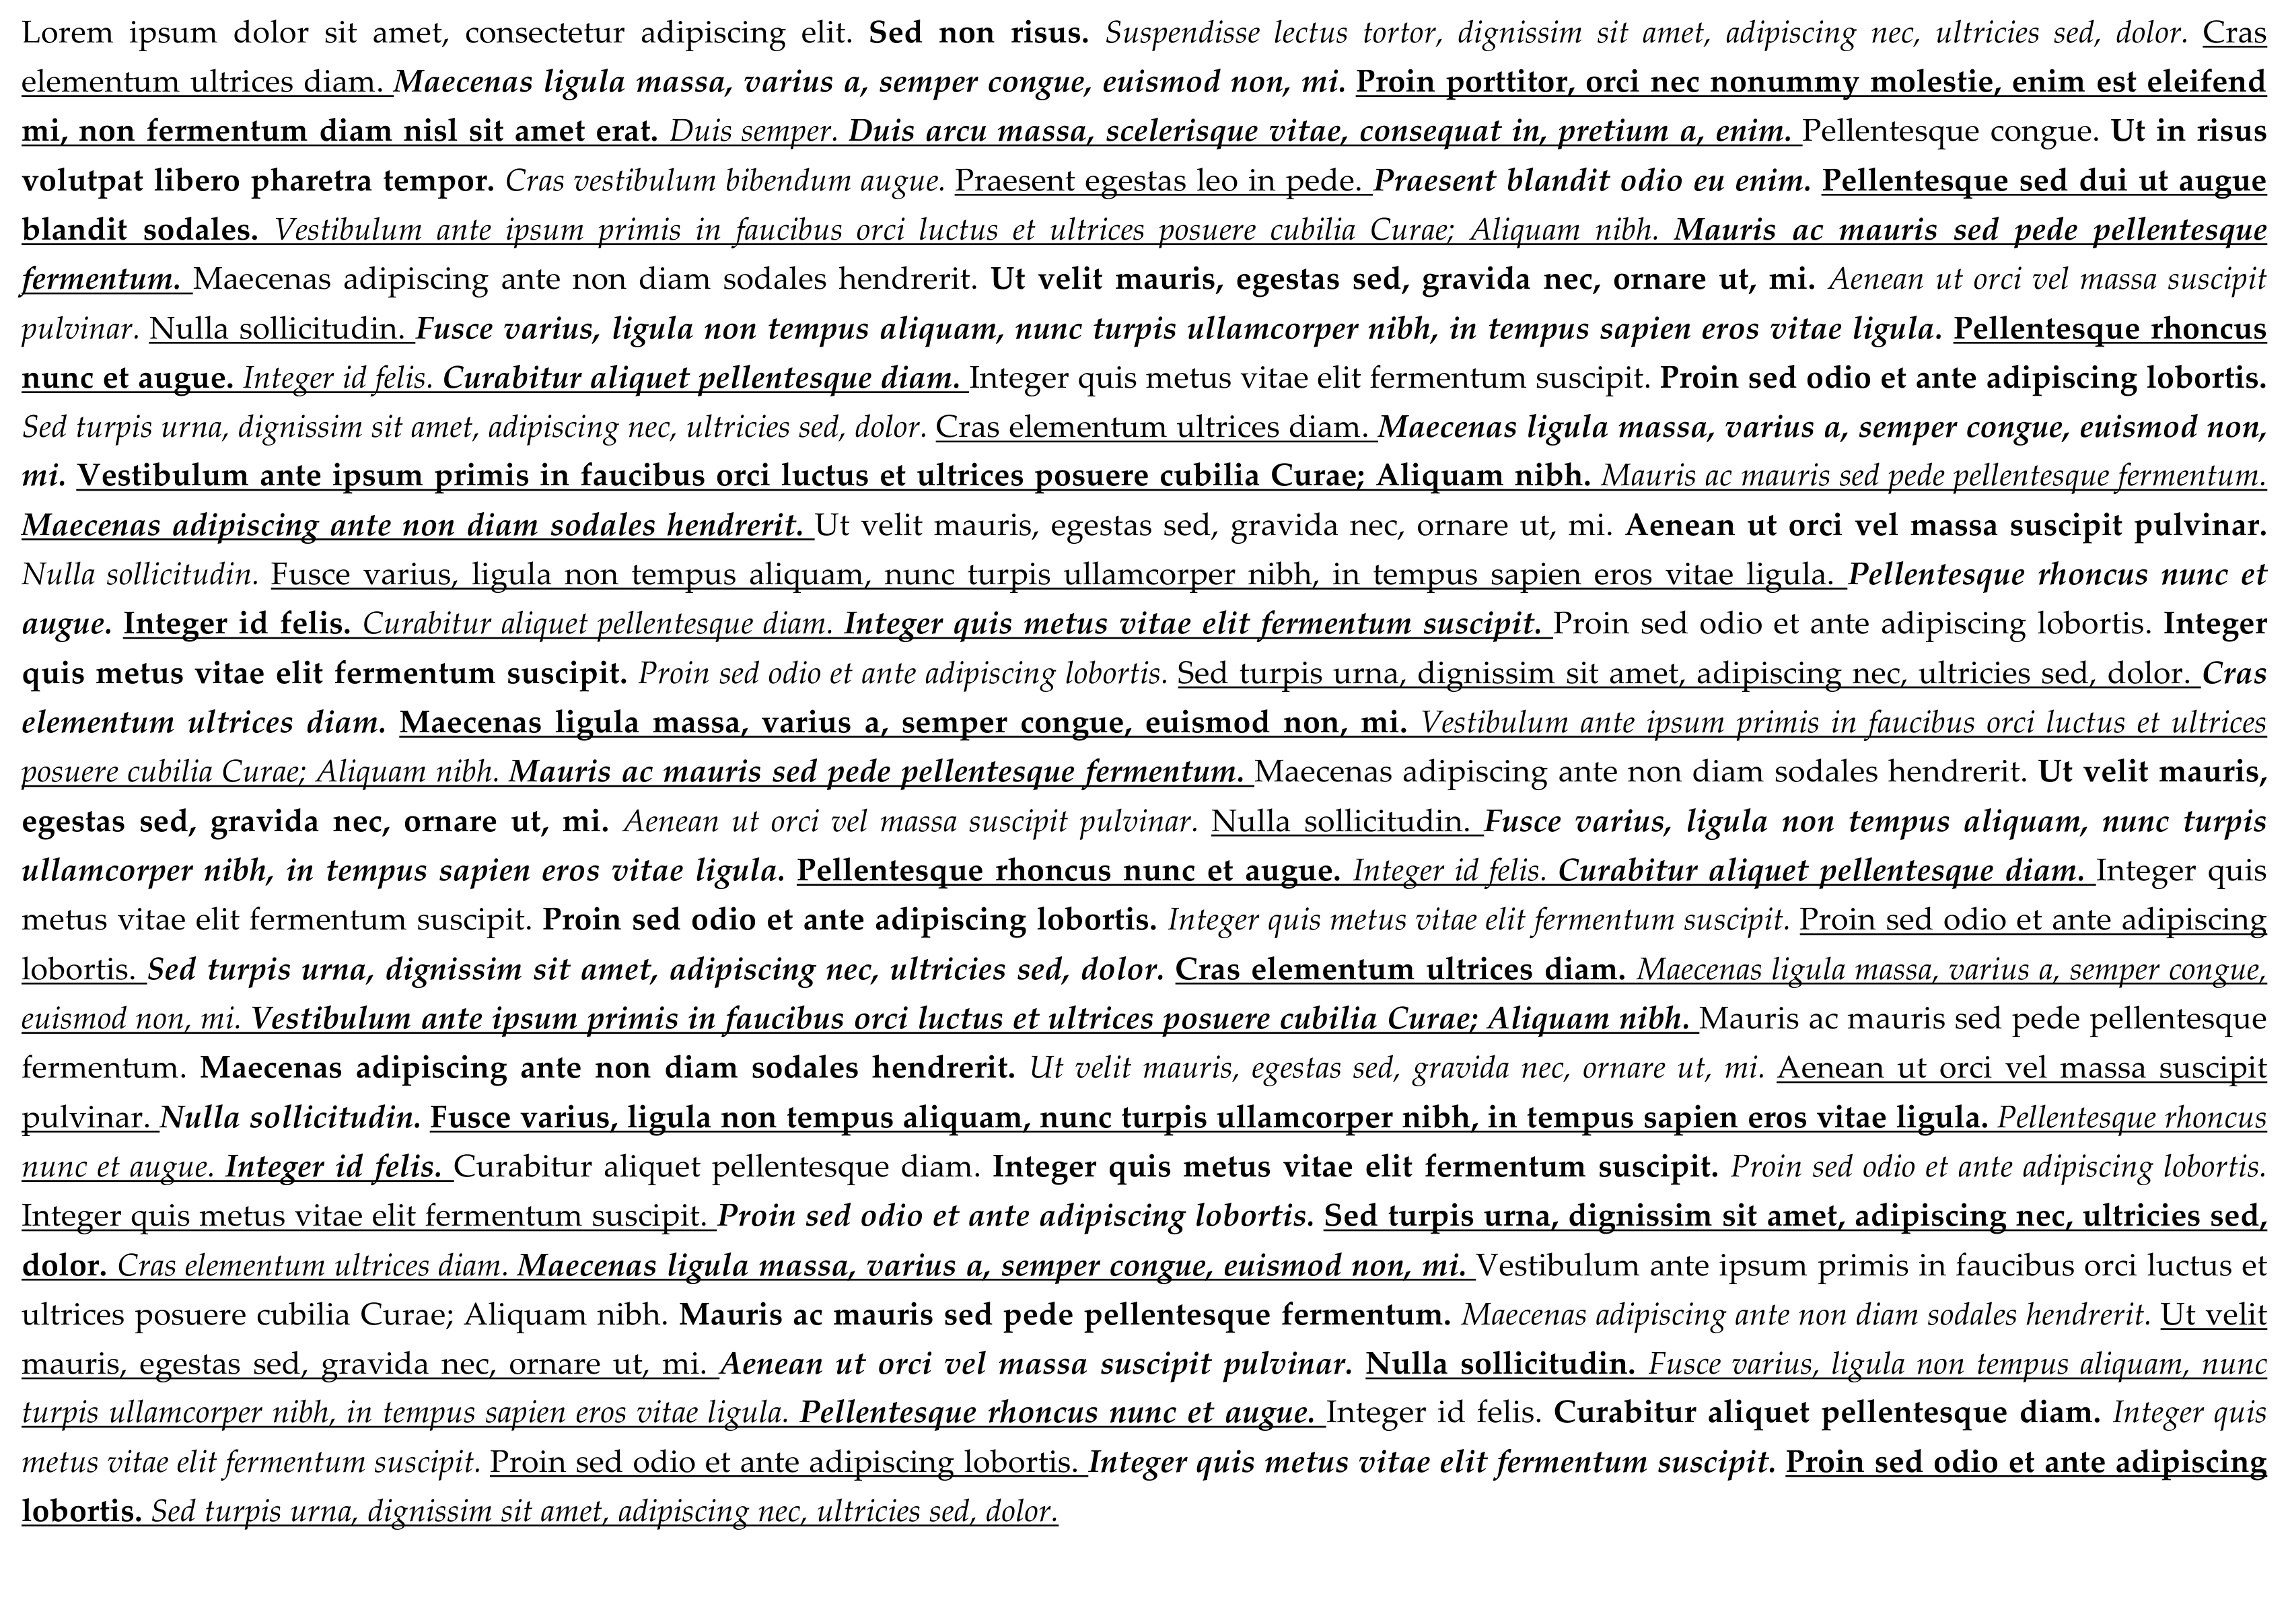 Lorem ipsum dolor sit amet, consectetur adipiscing elit. Sed non risus. Suspendisse lectus tortor, dignissim sit amet, adipiscing nec, ultricies sed, dolor. Cras
elementum ultrices diam. Maecenas ligula massa, varius a, semper congue, euismod non, mi. Proin porttitor, orci nec nonummy molestie, enim est eleifend
mi, non fermentum diam nisl sit amet erat. Duis semper. Duis arcu massa, scelerisque vitae, consequat in, pretium a, enim. Pellentesque congue. Ut in risus
volutpat libero pharetra tempor. Cras vestibulum bibendum augue. Praesent egestas leo in pede. Praesent blandit odio eu enim. Pellentesque sed dui ut augue
blandit sodales. Vestibulum ante ipsum primis in faucibus orci luctus et ultrices posuere cubilia Curae; Aliquam nibh. Mauris ac mauris sed pede pellentesque
fermentum. Maecenas adipiscing ante non diam sodales hendrerit. Ut velit mauris, egestas sed, gravida nec, ornare ut, mi. Aenean ut orci vel massa suscipit
pulvinar. Nulla sollicitudin. Fusce varius, ligula non tempus aliquam, nunc turpis ullamcorper nibh, in tempus sapien eros vitae ligula. Pellentesque rhoncus
nunc et augue. Integer id felis. Curabitur aliquet pellentesque diam. Integer quis metus vitae elit fermentum suscipit. Proin sed odio et ante adipiscing lobortis.
Sed turpis urna, dignissim sit amet, adipiscing nec, ultricies sed, dolor. Cras elementum ultrices diam. Maecenas ligula massa, varius a, semper congue, euismod non,
mi. Vestibulum ante ipsum primis in faucibus orci luctus et ultrices posuere cubilia Curae; Aliquam nibh. Mauris ac mauris sed pede pellentesque fermentum.
Maecenas adipiscing ante non diam sodales hendrerit. Ut velit mauris, egestas sed, gravida nec, ornare ut, mi. Aenean ut orci vel massa suscipit pulvinar.
Nulla sollicitudin. Fusce varius, ligula non tempus aliquam, nunc turpis ullamcorper nibh, in tempus sapien eros vitae ligula. Pellentesque rhoncus nunc et
augue. Integer id felis. Curabitur aliquet pellentesque diam. Integer quis metus vitae elit fermentum suscipit. Proin sed odio et ante adipiscing lobortis. Integer
quis metus vitae elit fermentum suscipit. Proin sed odio et ante adipiscing lobortis. Sed turpis urna, dignissim sit amet, adipiscing nec, ultricies sed, dolor. Cras
elementum ultrices diam. Maecenas ligula massa, varius a, semper congue, euismod non, mi. Vestibulum ante ipsum primis in faucibus orci luctus et ultrices
posuere cubilia Curae; Aliquam nibh. Mauris ac mauris sed pede pellentesque fermentum. Maecenas adipiscing ante non diam sodales hendrerit. Ut velit mauris,
egestas sed, gravida nec, ornare ut, mi. Aenean ut orci vel massa suscipit pulvinar. Nulla sollicitudin. Fusce varius, ligula non tempus aliquam, nunc turpis
ullamcorper nibh, in tempus sapien eros vitae ligula. Pellentesque rhoncus nunc et augue. Integer id felis. Curabitur aliquet pellentesque diam. Integer quis
metus vitae elit fermentum suscipit. Proin sed odio et ante adipiscing lobortis. Integer quis metus vitae elit fermentum suscipit. Proin sed odio et ante adipiscing
lobortis. Sed turpis urna, dignissim sit amet, adipiscing nec, ultricies sed, dolor. Cras elementum ultrices diam. Maecenas ligula massa, varius a, semper congue,
euismod non, mi. Vestibulum ante ipsum primis in faucibus orci luctus et ultrices posuere cubilia Curae; Aliquam nibh. Mauris ac mauris sed pede pellentesque
fermentum. Maecenas adipiscing ante non diam sodales hendrerit. Ut velit mauris, egestas sed, gravida nec, ornare ut, mi. Aenean ut orci vel massa suscipit
pulvinar. Nulla sollicitudin. Fusce varius, ligula non tempus aliquam, nunc turpis ullamcorper nibh, in tempus sapien eros vitae ligula. Pellentesque rhoncus
nunc et augue. Integer id felis. Curabitur aliquet pellentesque diam. Integer quis metus vitae elit fermentum suscipit. Proin sed odio et ante adipiscing lobortis.
Integer quis metus vitae elit fermentum suscipit. Proin sed odio et ante adipiscing lobortis. Sed turpis urna, dignissim sit amet, adipiscing nec, ultricies sed,
dolor. Cras elementum ultrices diam. Maecenas ligula massa, varius a, semper congue, euismod non, mi. Vestibulum ante ipsum primis in faucibus orci luctus et
ultrices posuere cubilia Curae; Aliquam nibh. Mauris ac mauris sed pede pellentesque fermentum. Maecenas adipiscing ante non diam sodales hendrerit. Ut velit
mauris, egestas sed, gravida nec, ornare ut, mi. Aenean ut orci vel massa suscipit pulvinar. Nulla sollicitudin. Fusce varius, ligula non tempus aliquam, nunc
turpis ullamcorper nibh, in tempus sapien eros vitae ligula. Pellentesque rhoncus nunc et augue. Integer id felis. Curabitur aliquet pellentesque diam. Integer quis
metus vitae elit fermentum suscipit. Proin sed odio et ante adipiscing lobortis. Integer quis metus vitae elit fermentum suscipit. Proin sed odio et ante adipiscing
lobortis. Sed turpis urna, dignissim sit amet, adipiscing nec, ultricies sed, dolor.